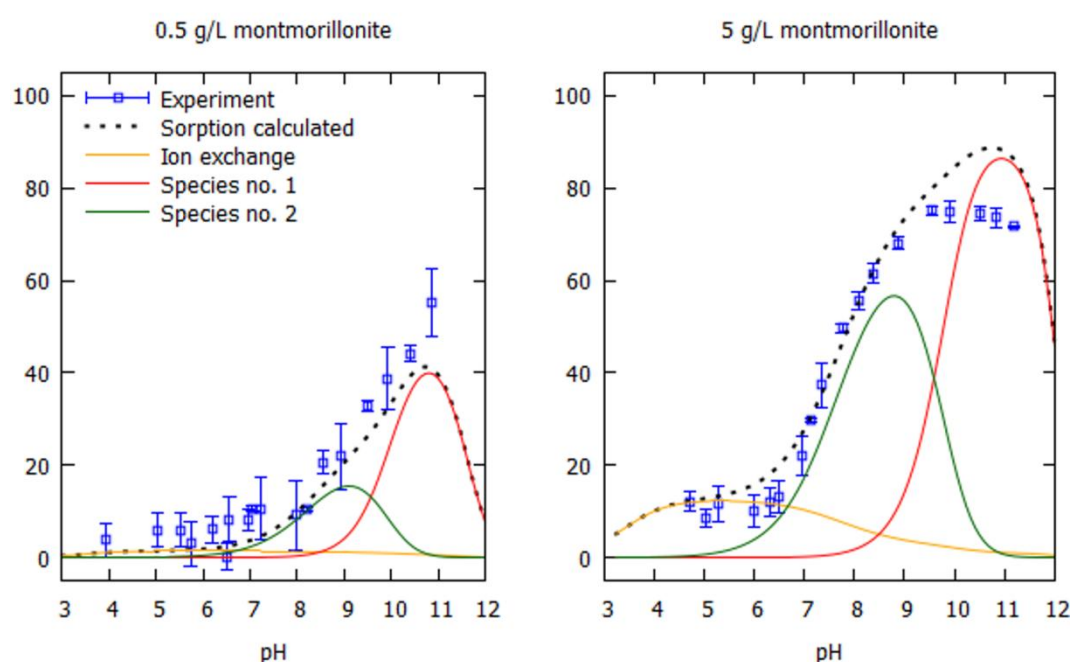 0.5 g/L montmorillonite
100
80
60
40
20
0
Experiment
Sorption calculated
Ion exchange
Species no. 1
Species no. 2
3 4 5 6 7 8 9 10 11 12
pH
5 g/L montmorillonite
100
80
60
40
20
0
3 4 5 6 7 8 9 10 11 12
pH